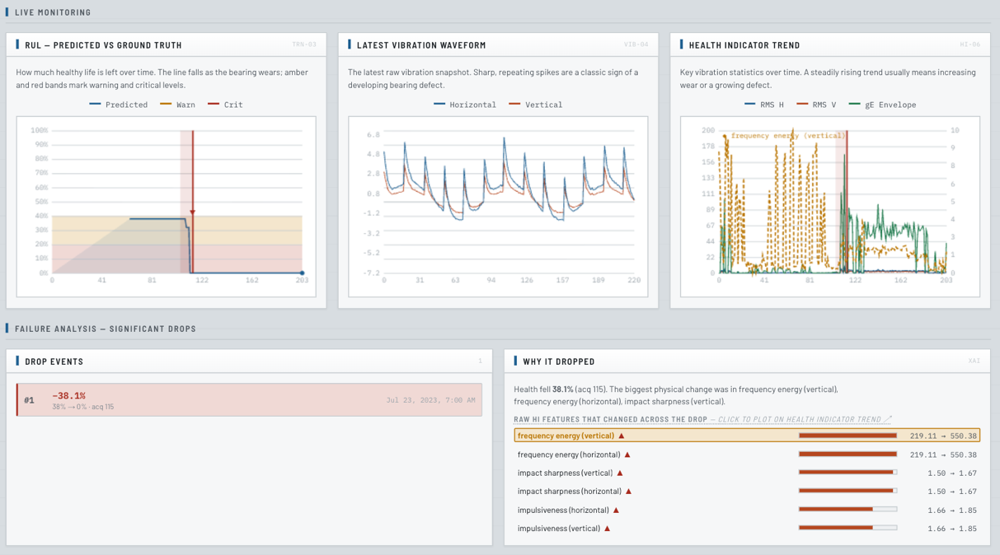 LIVE MONITORING
RUL — PREDICTED VS GROUND TRUTH
TRN-03
How much healthy life is left over time. The line falls as the bearing wears; amber
and red bands mark warning and critical levels.
Predicted Warn Crit
100%
90%
80%
70%
60%
50%
40%
30%
20%
10%
0%
0 41 81 122 162 203
LATEST VIBRATION WAVEFORM
VIB-04
The latest raw vibration snapshot. Sharp, repeating spikes are a classic sign of a
developing bearing defect.
Horizontal Vertical
6.8
4.8
2.8
0.8
-1.2
-3.2
-5.2
-7.2
0 31 63 94 126 157 189 220
HEALTH INDICATOR TREND
HI-06
Key vibration statistics over time. A steadily rising trend usually means increasing
wear or a growing defect.
RMS H RMS V gE Envelope
frequency energy (vertical)
200 10
178 9
156 8
133 6
111 5
89 4
67 3
44 1
22 0
0
0 41 81 122 162 203
FAILURE ANALYSIS — SIGNIFICANT DROPS
DROP EVENTS
1
#1
−38.1%
38% → 0% · acq 115
Jul 23, 2023, 7:00 AM
WHY IT DROPPED
XAI
Health fell 38.1% (acq 115). The biggest physical change was in frequency energy (vertical),
frequency energy (horizontal), impact sharpness (vertical).
RAW HI FEATURES THAT CHANGED ACROSS THE DROP — CLICK TO PLOT ON HEALTH INDICATOR TREND ↗
frequency energy (vertical) ▲ 219.11 → 550.38
frequency energy (horizontal) ▲ 219.11 → 550.38
impact sharpness (vertical) ▲ 1.50 → 1.67
impact sharpness (horizontal) ▲ 1.50 → 1.67
impulsiveness (horizontal) ▲ 1.66 → 1.85
impulsiveness (vertical) ▲ 1.66 → 1.85